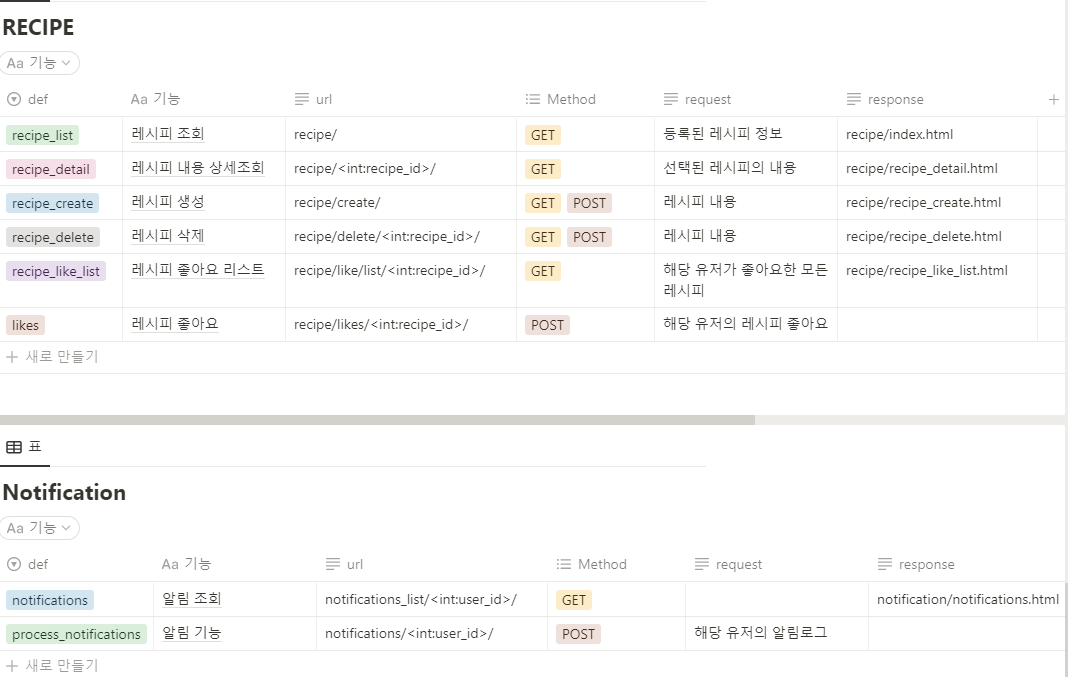 RECIPE
Aa 기능
def Aa 기능 url Method request response
recipe_list 레시피 조회 recipe/ GET 등록된 레시피 정보 recipe/index.html
recipe_detail 레시피 내용 상세조회 recipe/<int:recipe_id>/ GET 선택된 레시피의 내용 recipe/recipe_detail.html
recipe_create 레시피 생성 recipe/create/ GET POST 레시피 내용 recipe/recipe_create.html
recipe_delete 레시피 삭제 recipe/delete/<int:recipe_id>/ GET POST 레시피 내용 recipe/recipe_delete.html
recipe_like_list 레시피 좋아요 리스트 recipe/like/list/<int:recipe_id>/ GET 해당 유저가 좋아요한 모든 recipe/recipe_like_list.html
레시피
likes 레시피 좋아요 recipe/likes/<int:recipe_id>/ POST 해당 유저의 레시피 좋아요
+ 새로 만들기
표
Notification
Aa 기능
def Aa 기능 url Method request response
notifications 알림 조회 notifications_list/<int:user_id>/ GET notification/notifications.html
process_notifications 알림 기능 notifications/<int:user_id>/ POST 해당 유저의 알림로그
+ 새로 만들기